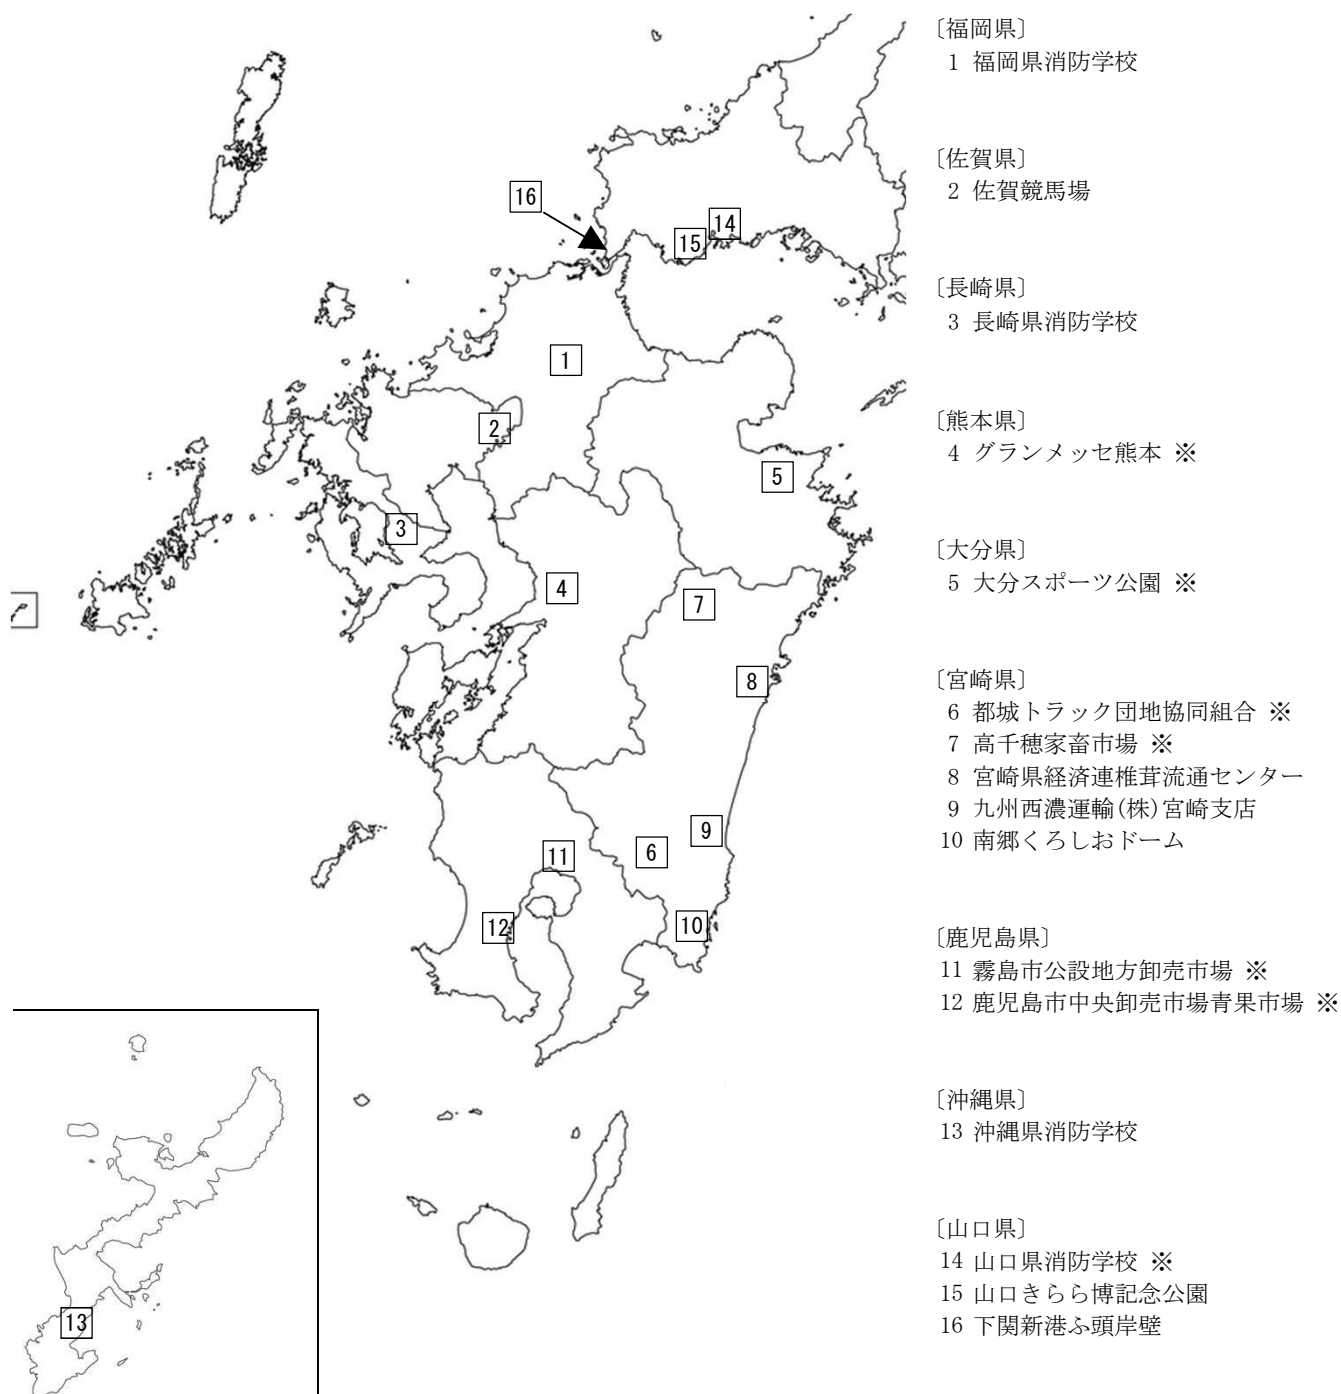 〔福岡県〕
1 福岡県消防学校
〔佐賀県〕
2 佐賀競馬場
〔長崎県〕
3 長崎県消防学校
〔熊本県〕
4 グランメッセ熊本 ※
〔大分県〕
5 大分スポーツ公園 ※
〔宮崎県〕
6 都城トラック団地協同組合 ※
7 高千穂家畜市場 ※
8 宮崎県経済連椎茸流通センター
9 九州西濃運輸(株)宮崎支店
10 南郷くろしおドーム
〔鹿児島県〕
11 霧島市公設地方卸売市場 ※
12 鹿児島市中央卸売市場青果市場 ※
〔沖縄県〕
13 沖縄県消防学校
〔山口県〕
14 山口県消防学校 ※
15 山口きらら博記念公園
16 下関新港ふ頭岸壁
16
14
15
1
2
5
3
4
7
8
9
6
11
10
12
13